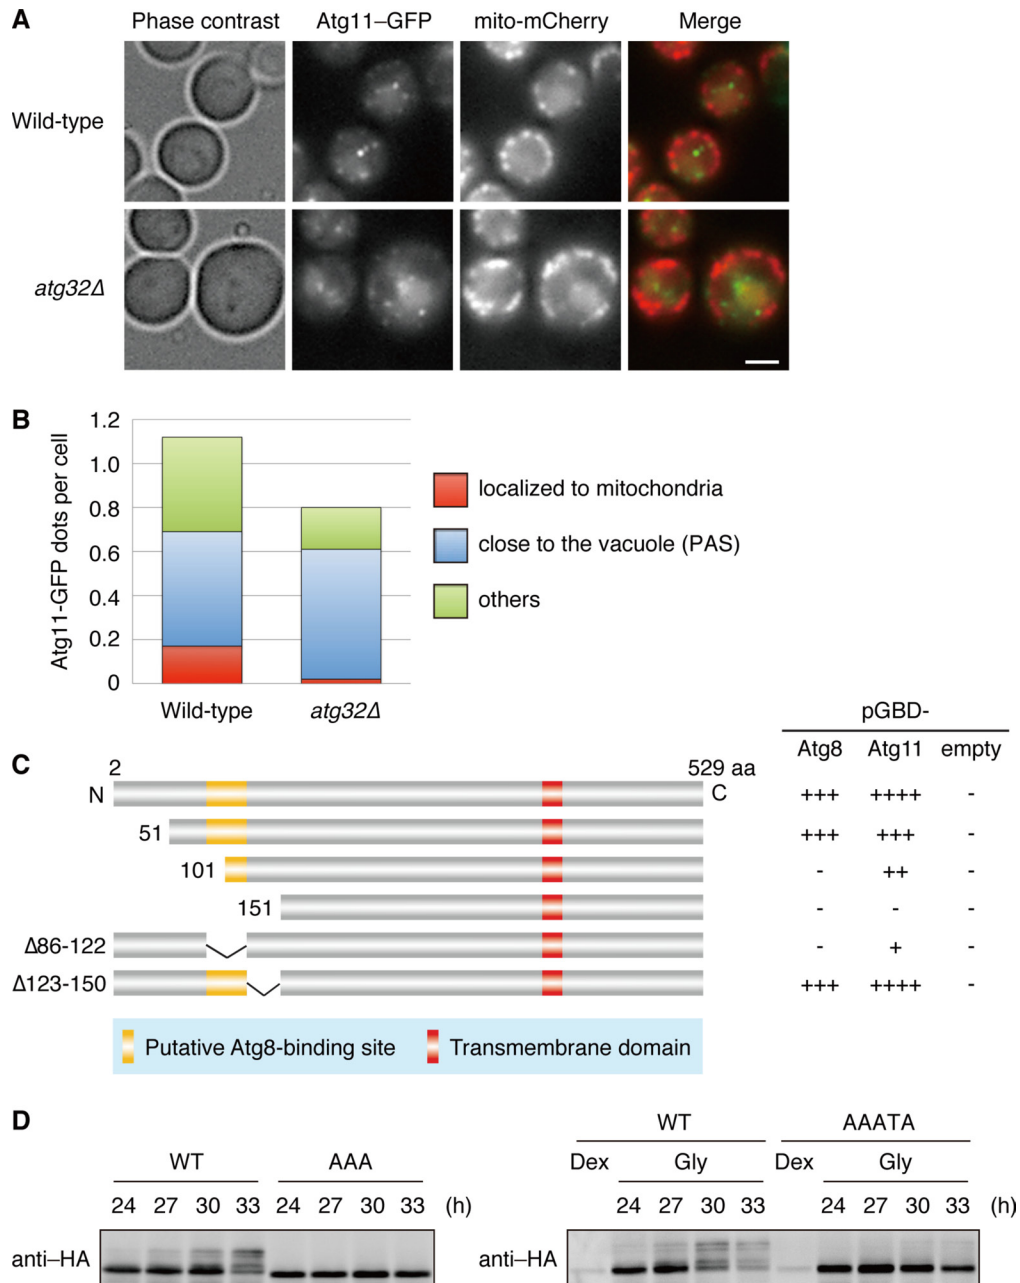 A
Phase contrast Atg11–GFP mito-mCherry Merge
Wild-type
atg32Δ
B
Atg11-GFP dots per cell
1.2
1.0
0.8
0.6
0.4
0.2
0
Wild-type atg32Δ
localized to mitochondria
close to the vacuole (PAS)
others
pGBD-
Atg8 Atg11 empty
C
2 529 aa
N C +++ ++++ -
51 +++ +++ -
101 - ++ -
151 - - -
Δ86-122 - + -
Δ123-150 +++ ++++ -
Putative Atg8-binding site Transmembrane domain
D
WT AAA
24 27 30 33 24 27 30 33 (h)
anti–HA
WT AAATA
Dex Gly Dex Gly
24 27 30 33 24 27 30 33 (h)
anti–HA